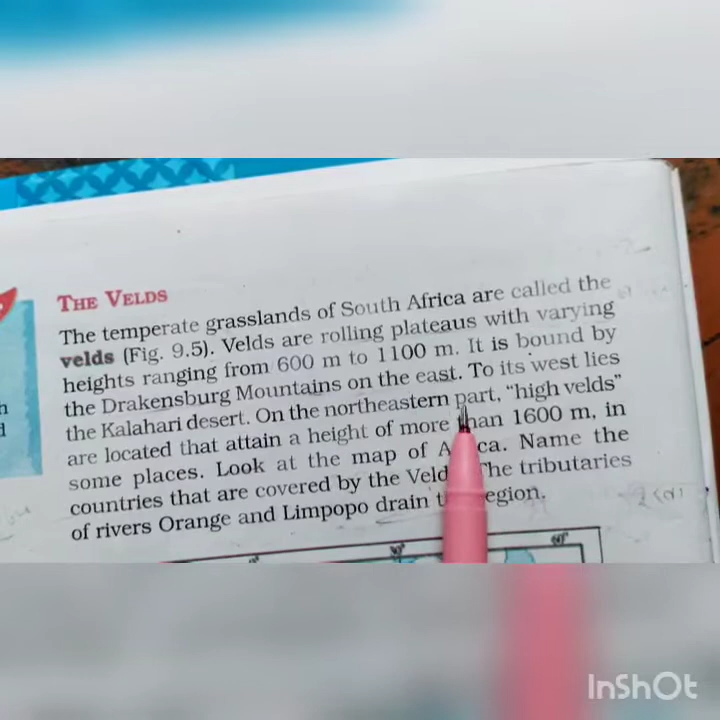 THE VELDS
The temperate grasslands of South Africa are called the
velds (Fig. 9.5). Velds are rolling plateaus with varying
heights ranging from 600 m to 1100 m. It is bound by
the Drakensburg Mountains on the east. To its west lies
the Kalahari desert. On the northeastern part, “high velds”
are located that attain a height of more than 1600 m, in
some places. Look at the map of A ca. Name the
countries that are covered by the Veld The tributaries
of rivers Orange and Limpopo drain t egion.
InShOt